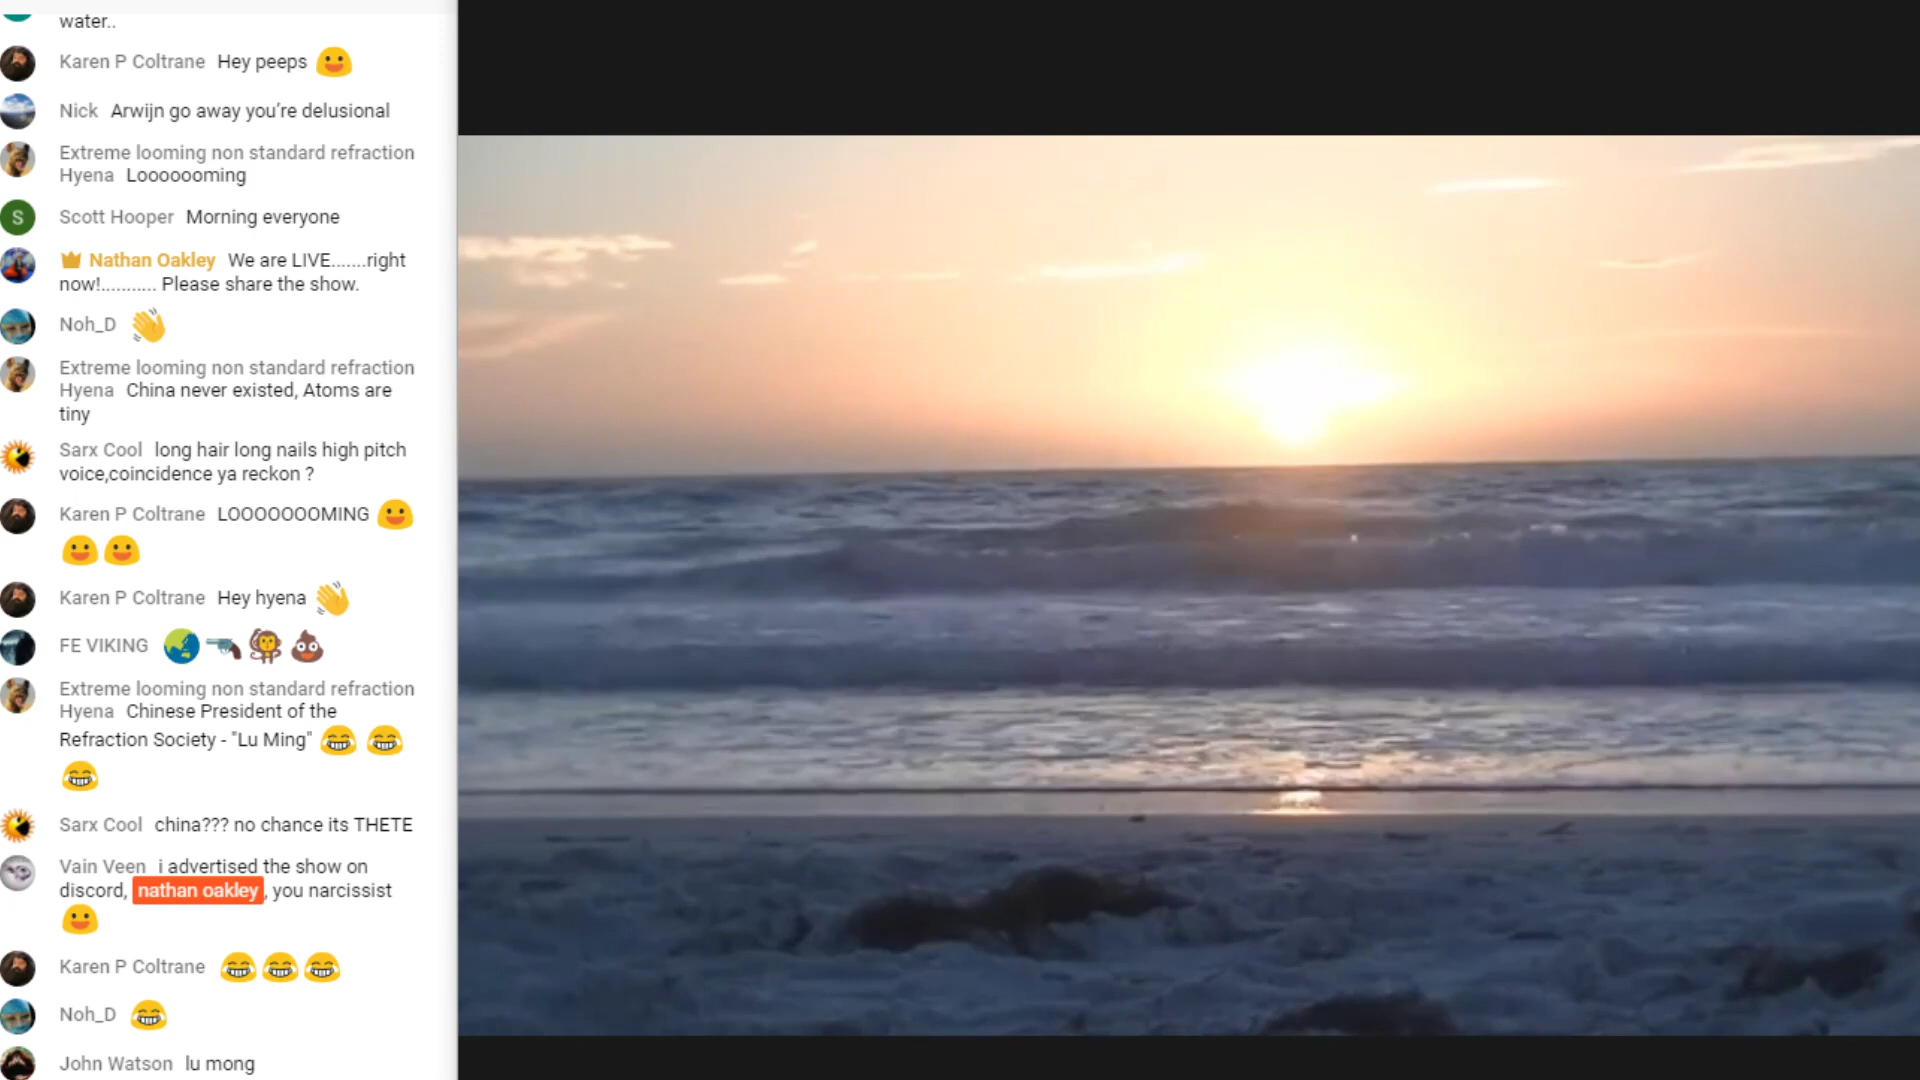 water..
Karen P Coltrane Hey peeps
Nick Arwijn go away you’re delusional
Extreme looming non standard refraction
Hyena Looooooming
Scott Hooper Morning everyone
S
Nathan Oakley We are LIVE.......right
now!........... Please share the show.
Noh_D
Extreme looming non standard refraction
Hyena China never existed, Atoms are
tiny
Sarx Cool long hair long nails high pitch
voice,coincidence ya reckon ?
Karen P Coltrane LOOOOOOOMING
Karen P Coltrane Hey hyena
FE VIKING
Extreme looming non standard refraction
Hyena Chinese President of the
Refraction Society - "Lu Ming"
Sarx Cool china??? no chance its THETE
Vain Veen i advertised the show on
discord, nathan oakley, you narcissist
Karen P Coltrane
Noh_D
John Watson lu mong